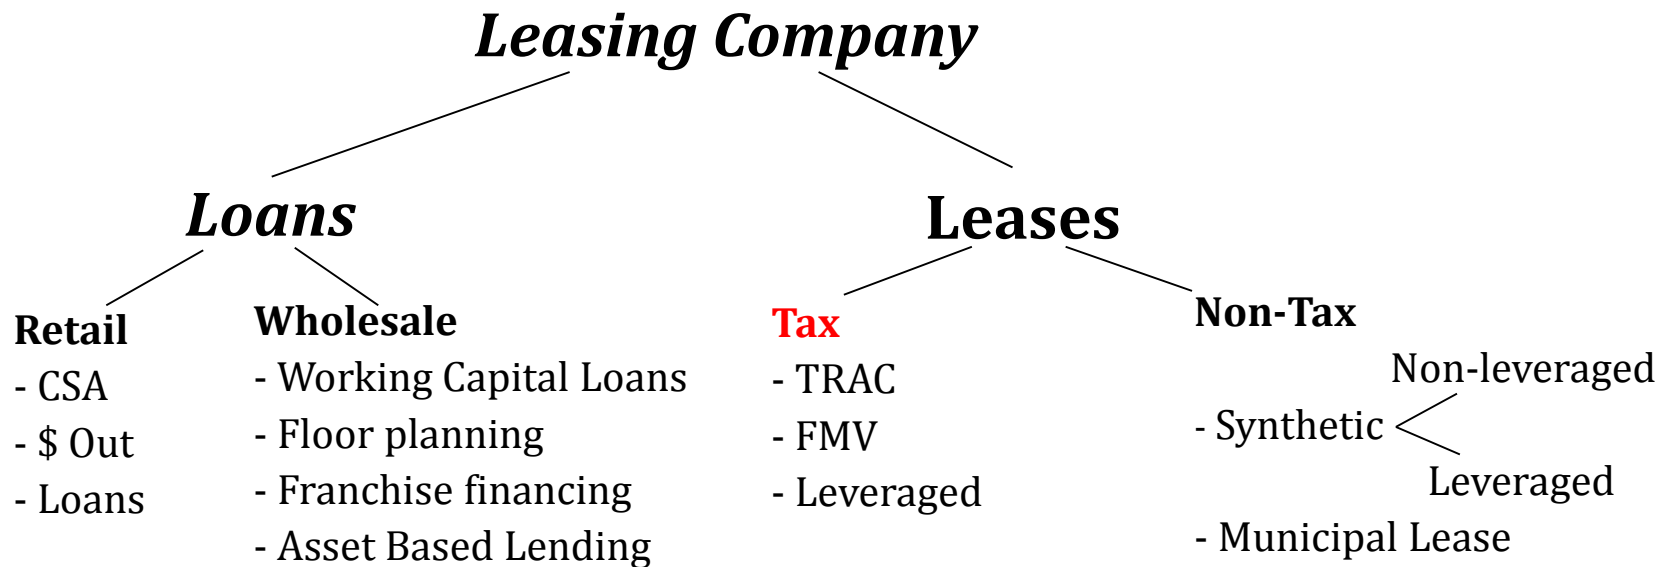 Leasing Company
Loans
Leases
Retail
- CSA
- $ Out
- Loans
Wholesale
- Working Capital Loans
- Floor planning
- Franchise financing
- Asset Based Lending
Tax
- TRAC
- FMV
- Leveraged
Non-Tax
Non-leveraged
- Synthetic
Leveraged
- Municipal Lease